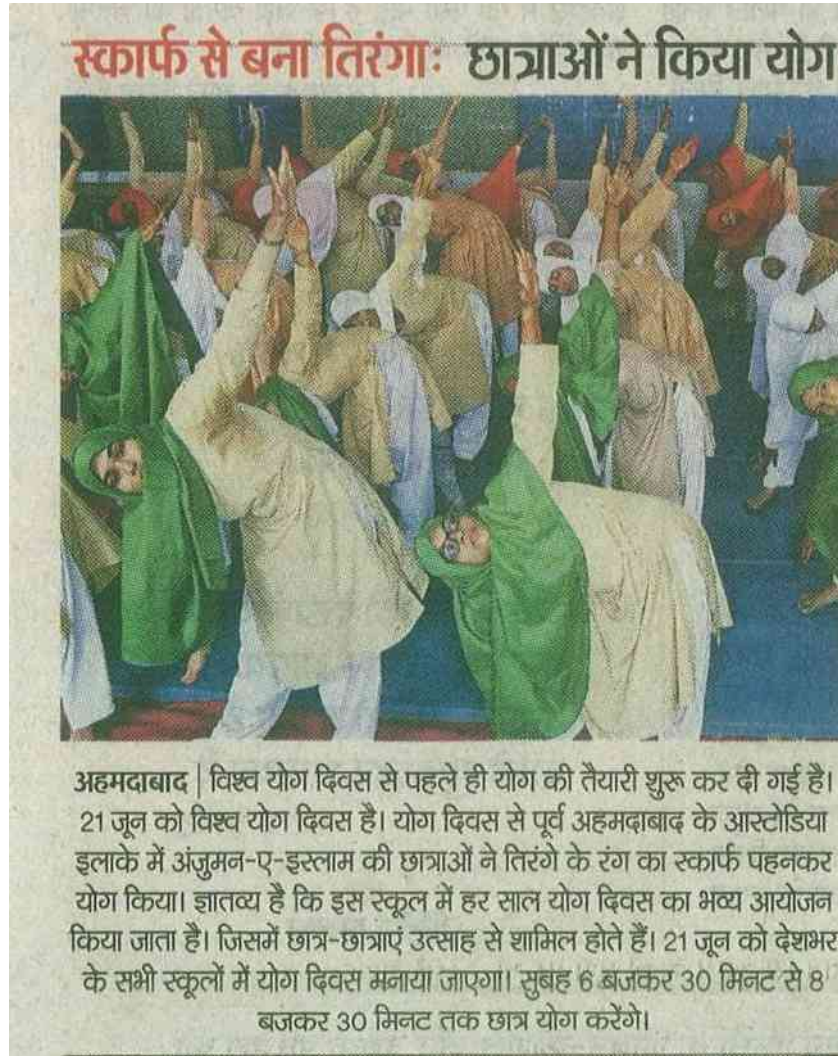 स्कार्फ से बना तिरंगाः छात्राओं ने किया योग
अहमदाबाद | विश्व योग दिवस से पहले ही योग की तैयारी शुरू कर दी गई है।
21 जून को विश्व योग दिवस है। योग दिवस से पूर्व अहमदाबाद के आस्टोडिया
इलाके में अंजुमन-ए-इस्लाम की छात्राओं ने तिरंगे के रंग का स्कार्फ पहनकर
योग किया। ज्ञातव्य है कि इस स्कूल में हर साल योग दिवस का भव्य आयोजन
किया जाता है। जिसमें छात्र-छात्राएं उत्साह से शामिल होते हैं। 21 जून को देशभर
के सभी स्कूलों में योग दिवस मनाया जाएगा। सुबह 6 बजकर 30 मिनट से 8
बजकर 30 मिनट तक छात्र योग करेंगे।